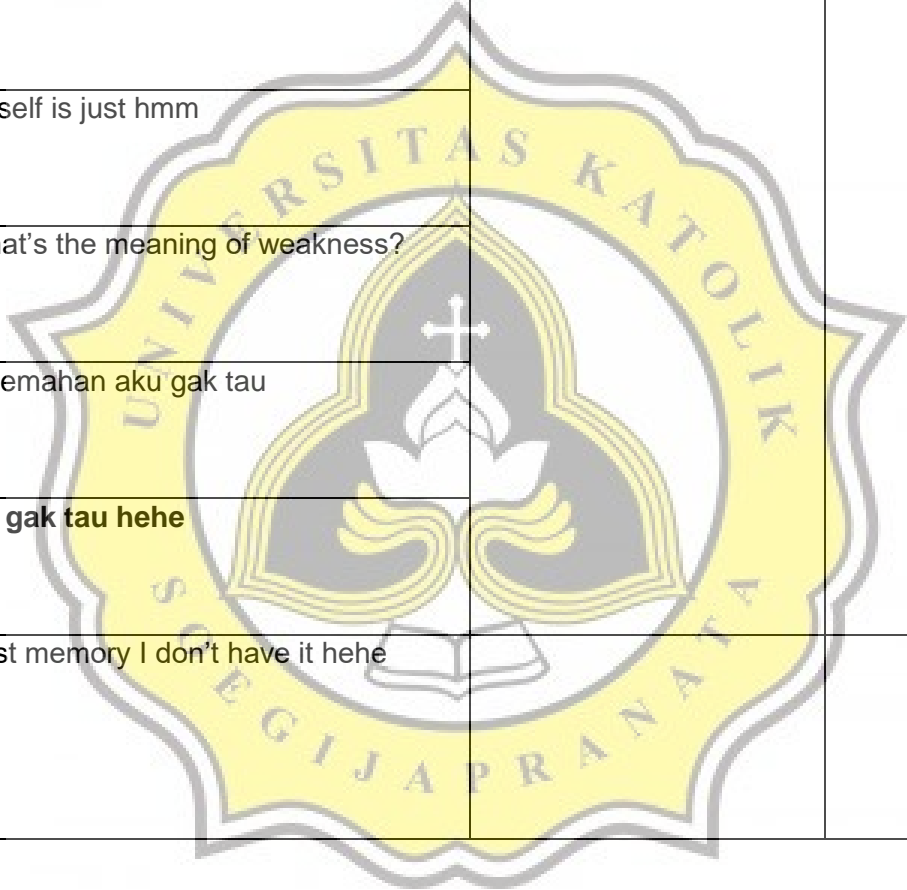 self is just hmm
at's the meaning of weakness?
emahan aku gak tau
gak tau hehe
st memory I don't have it hehe
UNIVERSITAS KATOLIK
SOEGIJAPRANATA